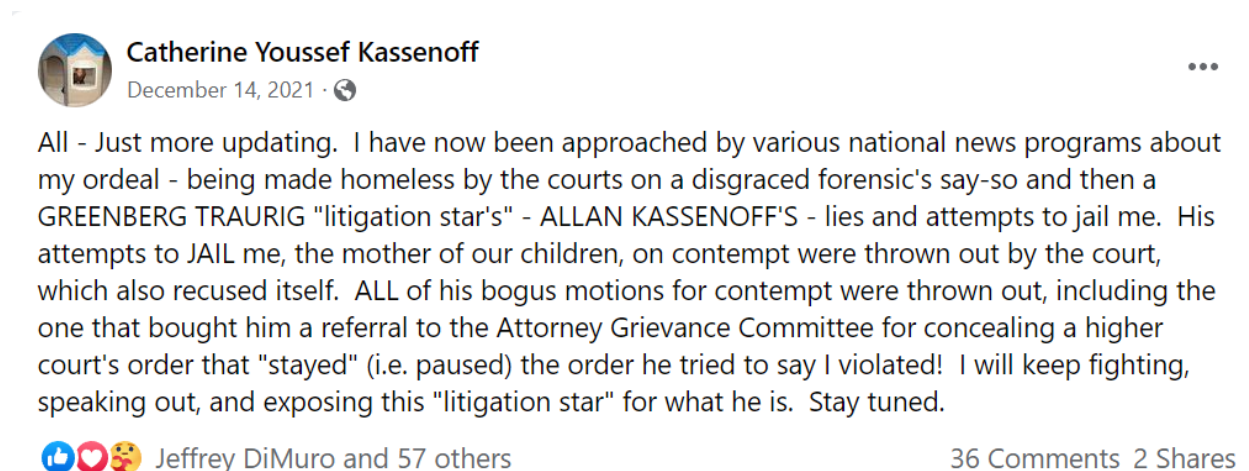 Catherine Youssef Kassenoff
December 14, 2021 ·
All - Just more updating.  I have now been approached by various national news programs about
my ordeal - being made homeless by the courts on a disgraced forensic's say-so and then a
GREENBERG TRAURIG "litigation star's" - ALLAN KASSENOFF'S - lies and attempts to jail me.  His
attempts to JAIL me, the mother of our children, on contempt were thrown out by the court,
which also recused itself.  ALL of his bogus motions for contempt were thrown out, including the
one that bought him a referral to the Attorney Grievance Committee for concealing a higher
court's order that "stayed" (i.e. paused) the order he tried to say I violated!  I will keep fighting,
speaking out, and exposing this "litigation star" for what he is.  Stay tuned.
Jeffrey DiMuro and 57 others 36 Comments 2 Shares